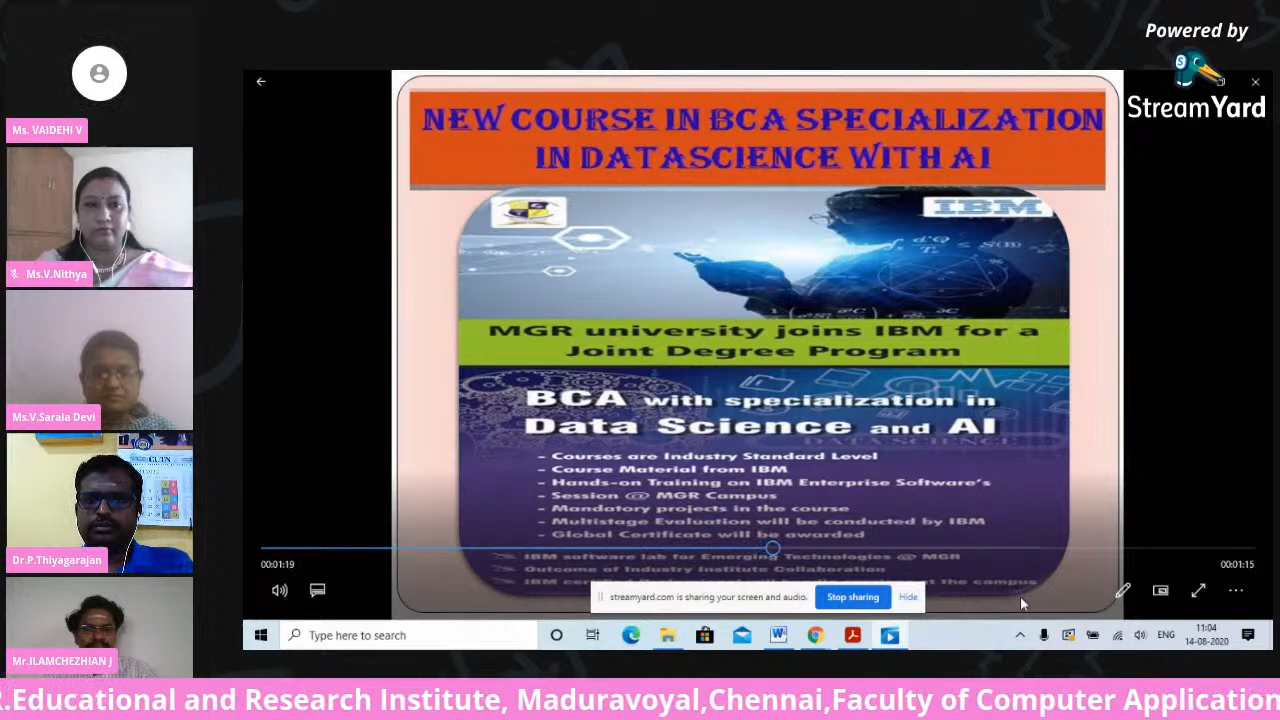 Powered by
StreamYard
Ms. VAIDEHI V
Ms.V.Nithya
Ms.V.Sarala Devi
Dr.P.Thiyagarajan
Mr.ILAMCHEZHIAN J
NEW COURSE IN BCA SPECIALIZATION
IN DATASCIENCE WITH AI
IBM
MGR university joins IBM for a
Joint Degree Program
BCA with specialization in
Data Science and AI
- Courses are Industry Standard Level
- Course Material from IBM
- Hands-on Training on IBM Enterprise Software's
- Session @ MGR Campus
- Mandatory projects in the course
- Multistage Evaluation will be conducted by IBM
- Global Certificate will be awarded
IBM software lab for Emerging Technologies @ MGR
Outcome of Industry Institute Collaboration
00:01:19
00:01:15
streamyard.com is sharing your screen and audio.
Stop sharing
Hide
Type here to search
ENG
11:04
14-08-2020
R.Educational and Research Institute, Maduravoyal,Chennai,Faculty of Computer Application